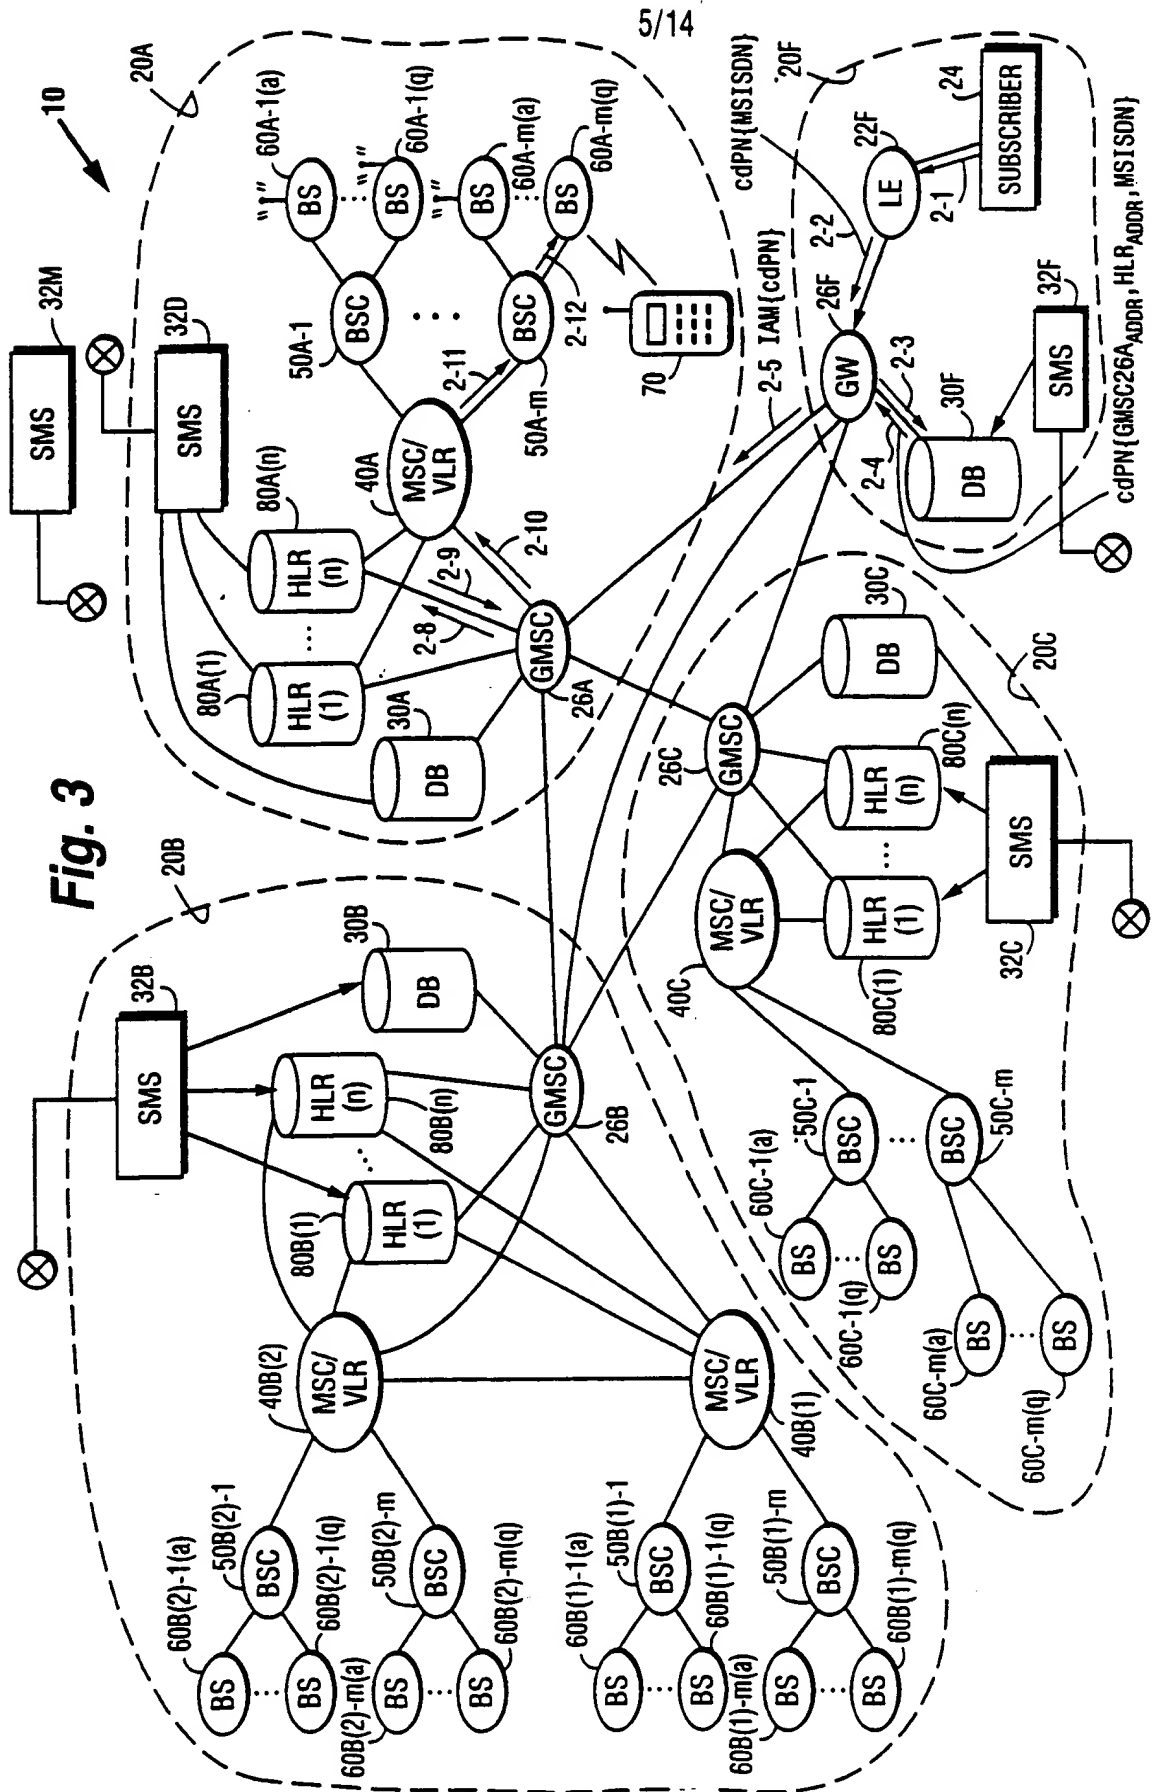 5/14
Fig. 3
10
20B
32B
SMS
30B
DB
HLR
(n)
80B(n)
HLR
(1)
80B(1)
GMSC
26B
40B(2)
MSC/
VLR
MSC/
VLR
40B(1)
50B(2)-1
BSC
60B(2)-1(a)
BS
BS
60B(2)-1(q)
50B(2)-m
BSC
60B(2)-m(a)
BS
BS
60B(2)-m(q)
50B(1)-1
BSC
60B(1)-1(a)
BS
BS
60B(1)-1(q)
50B(1)-m
BSC
60B(1)-m(a)
BS
BS
60B(1)-m(q)
SMS
32M
20A
32D
SMS
80A(1)
HLR
(1)
80A(n)
HLR
(n)
30A
DB
GMSC
26A
2-8
2-9
2-10
40A
MSC/
VLR
50A-1
BSC
BSC
50A-m
2-11
2-12
60A-1(a)
BS
BS
60A-1(q)
BS
60A-m(a)
BS
60A-m(q)
70
2-5 IAM{cdPN}
cdPN{MSISDN}
20F
24
SUBSCRIBER
22F
LE
2-1
2-2
26F
GW
2-3
2-4
30F
DB
32F
SMS
cdPN{GMSC26A ADDR, HLR ADDR, MSISDN}
20C
26C
GMSC
30C
DB
40C
MSC/
VLR
HLR
(1)
80C(1)
HLR
(n)
80C(n)
SMS
32C
50C-1
BSC
BSC
50C-m
60C-1(a)
BS
BS
60C-1(q)
60C-m(a)
BS
BS
60C-m(q)